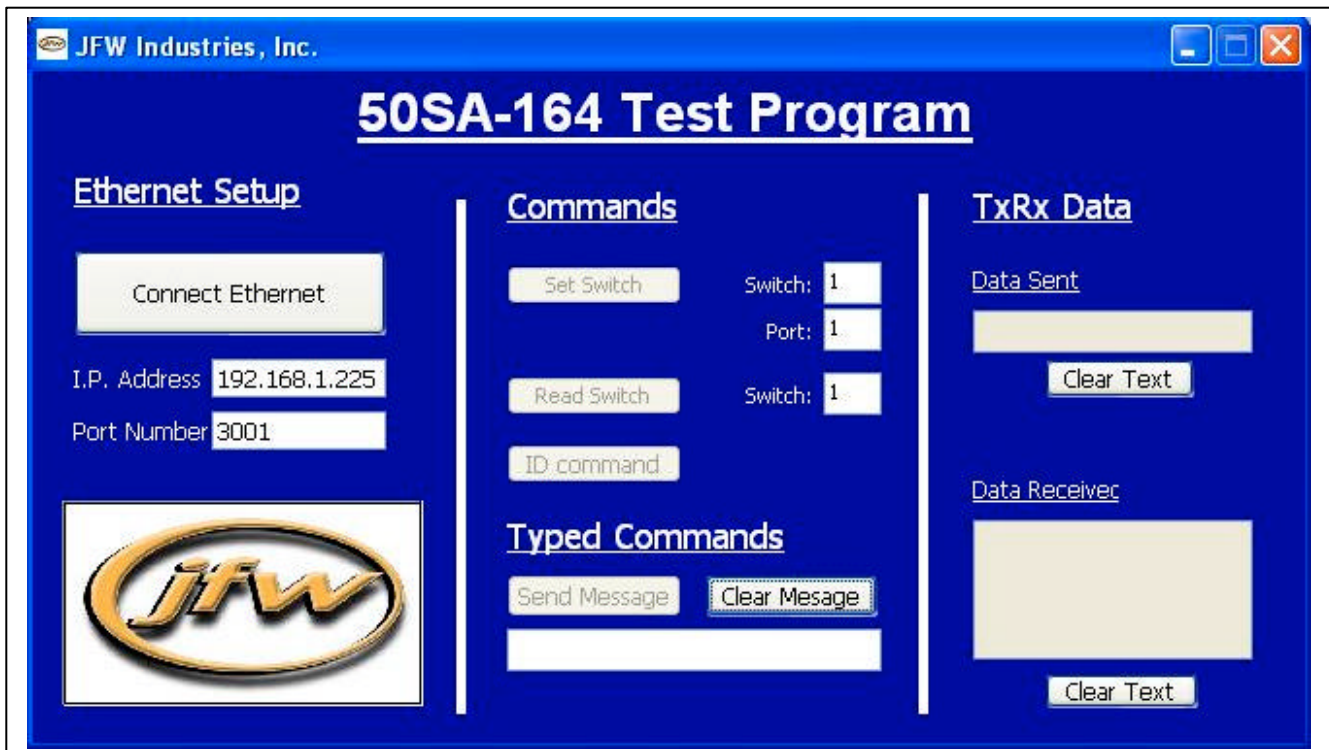 JFW Industries, Inc.
50SA-164 Test Program
Ethernet Setup
Connect Ethernet
I.P. Address 192.168.1.225
Port Number 3001
jfw
Commands
Set Switch Switch: 1
Port: 1
Read Switch Switch: 1
ID command
Typed Commands
Send Message Clear Mesage
TxRx Data
Data Sent
Clear Text
Data Receivec
Clear Text